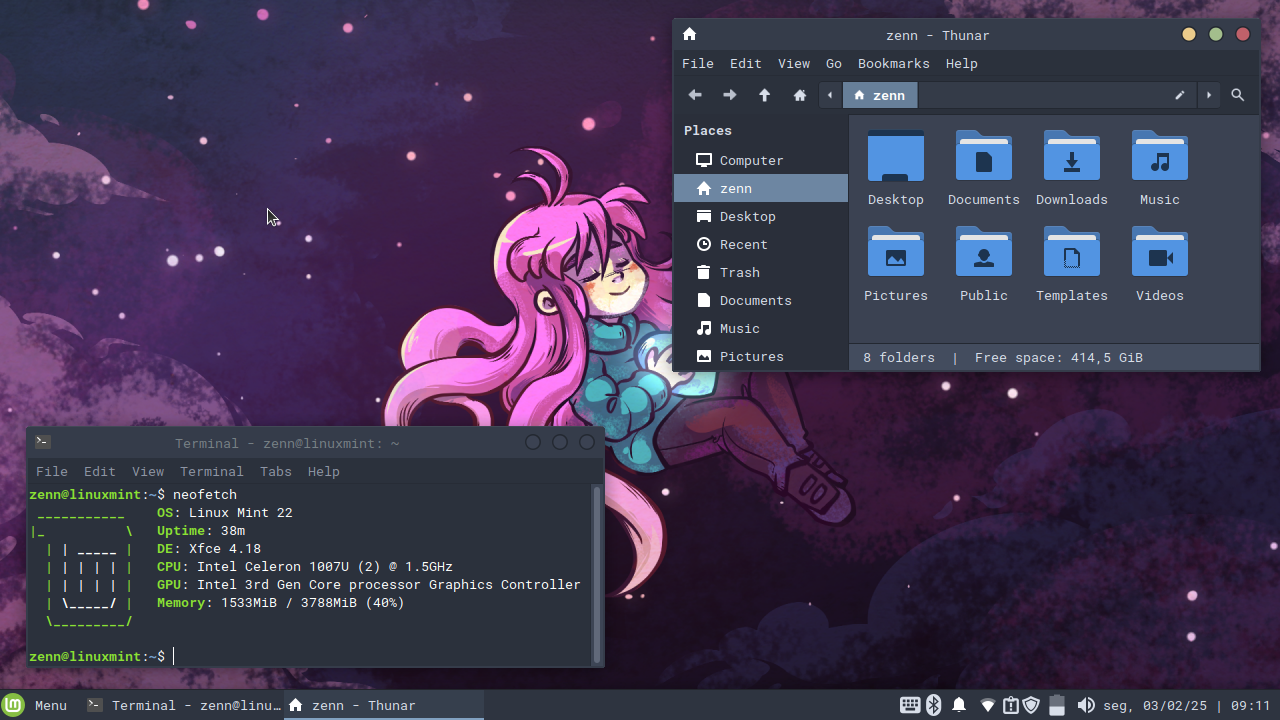 zenn - Thunar
File Edit View Go Bookmarks Help
zenn
Places
Computer
zenn
Desktop
Recent
Trash
Documents
Music
Pictures
Desktop Documents Downloads Music
Pictures Public Templates Videos
8 folders | Free space: 414,5 GiB
Terminal - zenn@linuxmint: ~
File Edit View Terminal Tabs Help
zenn@linuxmint:~$ neofetch
OS: Linux Mint 22
Uptime: 38m
DE: Xfce 4.18
CPU: Intel Celeron 1007U (2) @ 1.5GHz
GPU: Intel 3rd Gen Core processor Graphics Controller
Memory: 1533MiB / 3788MiB (40%)
zenn@linuxmint:~$
Menu Terminal - zenn@linu… zenn - Thunar seg, 03/02/25 | 09:11